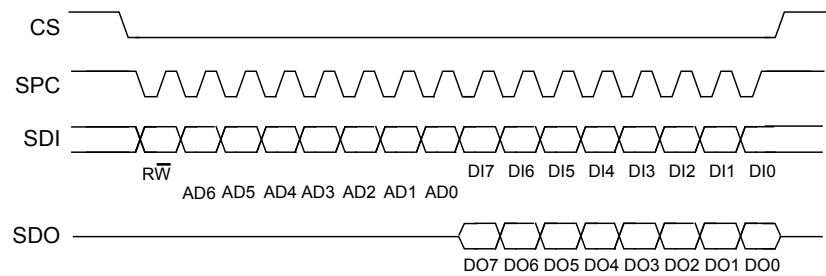 CS
SPC
SDI
RW̅ DI7 DI6 DI5 DI4 DI3 DI2 DI1 DI0
AD6 AD5 AD4 AD3 AD2 AD1 AD0
SDO
DO7 DO6 DO5 DO4 DO3 DO2 DO1 DO0